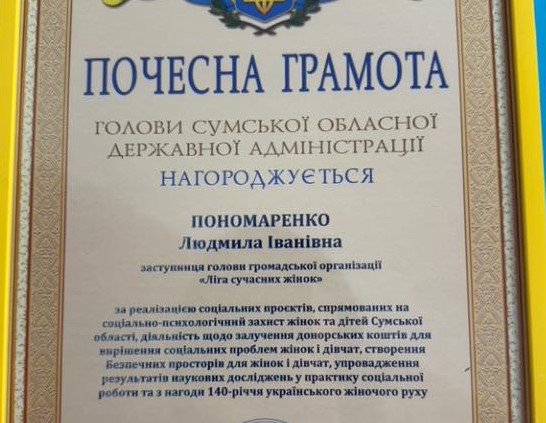 ПОЧЕСНА ГРАМОТА
ГОЛОВИ СУМСЬКОЇ ОБЛАСНОЇ
ДЕРЖАВНОЇ АДМІНІСТРАЦІЇ
НАГОРОДЖУЄТЬСЯ
ПОНОМАРЕНКО
Людмила Іванівна
заступниця голови громадської організації
«Ліга сучасних жінок»
за реалізацією соціальних проєктів, спрямованих на
соціально-психологічний захист жінок та дітей Сумської
області, діяльність щодо залучення донорських коштів для
вирішення соціальних проблем жінок і дівчат, створення
Безпечних просторів для жінок і дівчат, упровадження
результатів наукових досліджень у практику соціальної
роботи та з нагоди 140-річчя українського жіночого руху